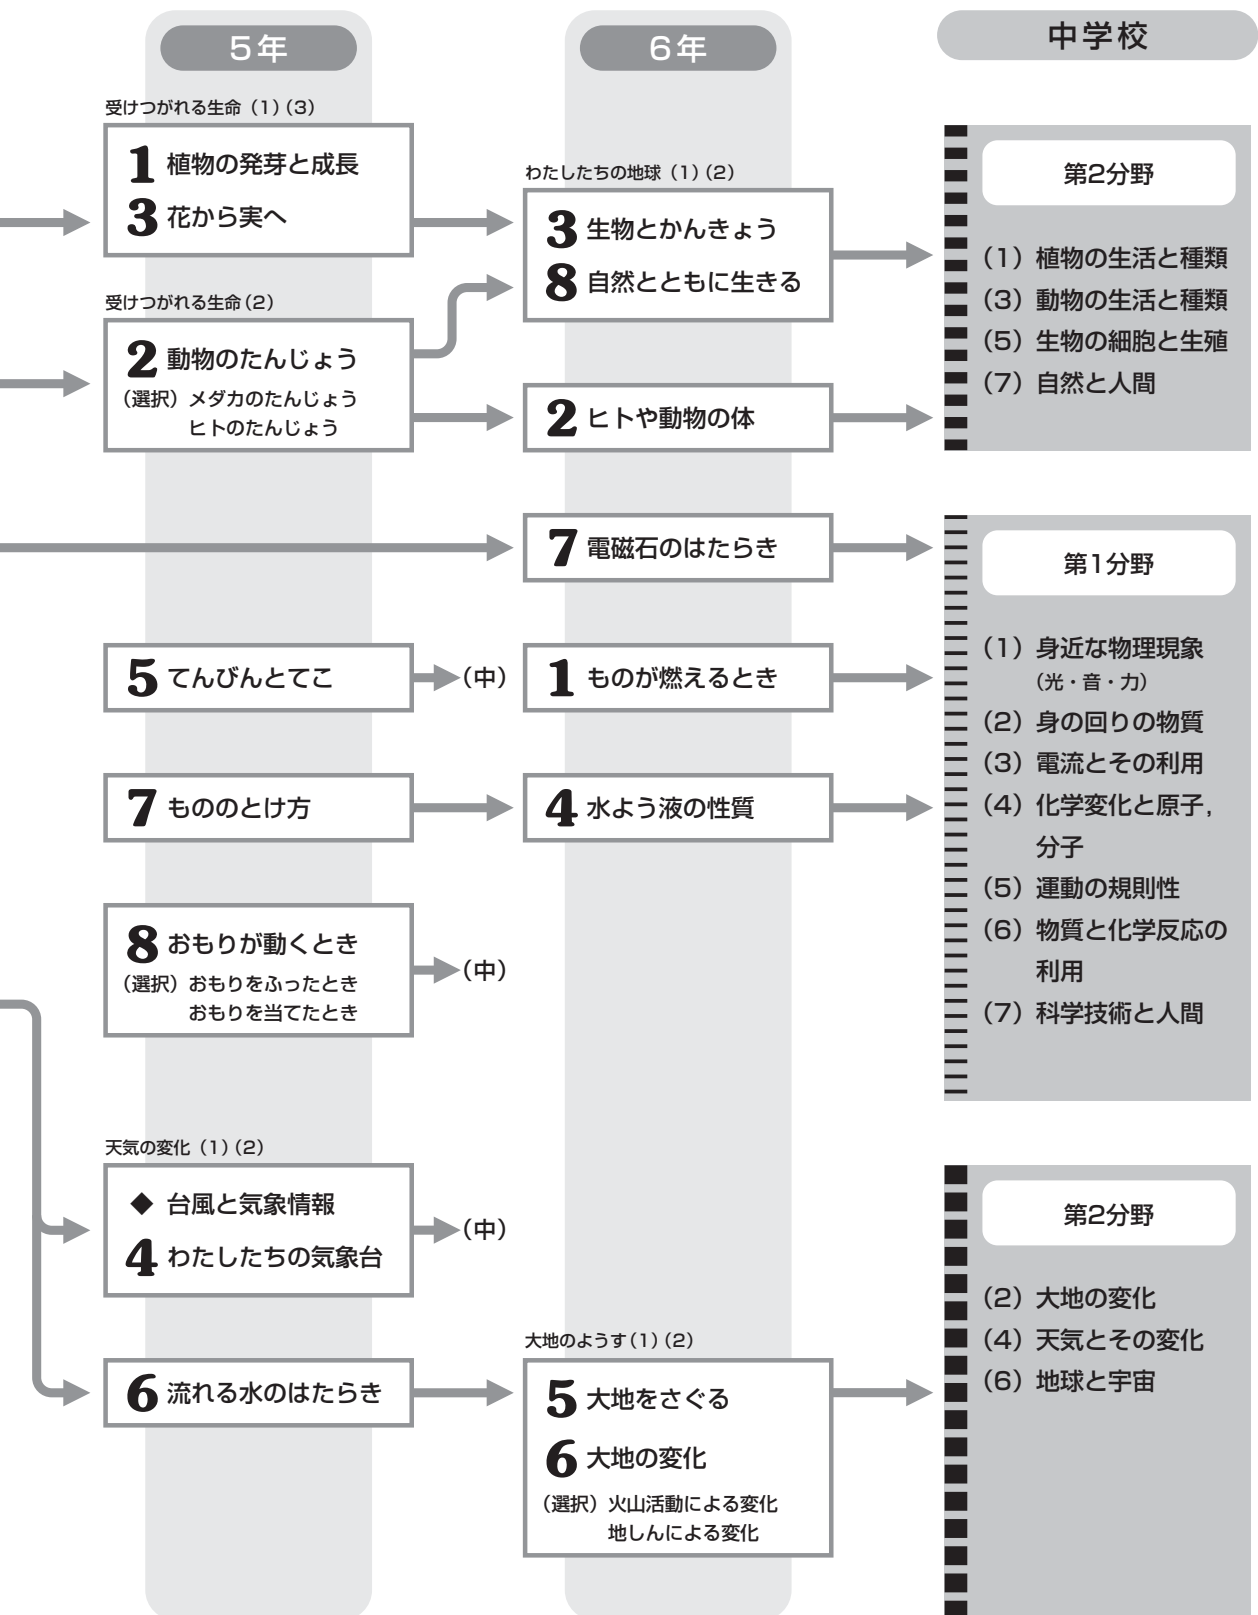 5年
6年
中学校
受けつがれる生命（1）（3）
1 植物の発芽と成長
3 花から実へ
受けつがれる生命（2）
2 動物のたんじょう
（選択）メダカのたんじょう
ヒトのたんじょう
5 てんびんとてこ
（中）
7 もののとけ方
8 おもりが動くとき
（選択）おもりをふったとき
おもりを当てたとき
（中）
天気の変化（1）（2）
◆ 台風と気象情報
4 わたしたちの気象台
（中）
6 流れる水のはたらき
わたしたちの地球（1）（2）
3 生物とかんきょう
8 自然とともに生きる
2 ヒトや動物の体
7 電磁石のはたらき
1 ものが燃えるとき
4 水よう液の性質
大地のようす（1）（2）
5 大地をさぐる
6 大地の変化
（選択）火山活動による変化
地しんによる変化
第2分野
（1）植物の生活と種類
（3）動物の生活と種類
（5）生物の細胞と生殖
（7）自然と人間
第1分野
（1）身近な物理現象
（光・音・力）
（2）身の回りの物質
（3）電流とその利用
（4）化学変化と原子，
分子
（5）運動の規則性
（6）物質と化学反応の
利用
（7）科学技術と人間
第2分野
（2）大地の変化
（4）天気とその変化
（6）地球と宇宙